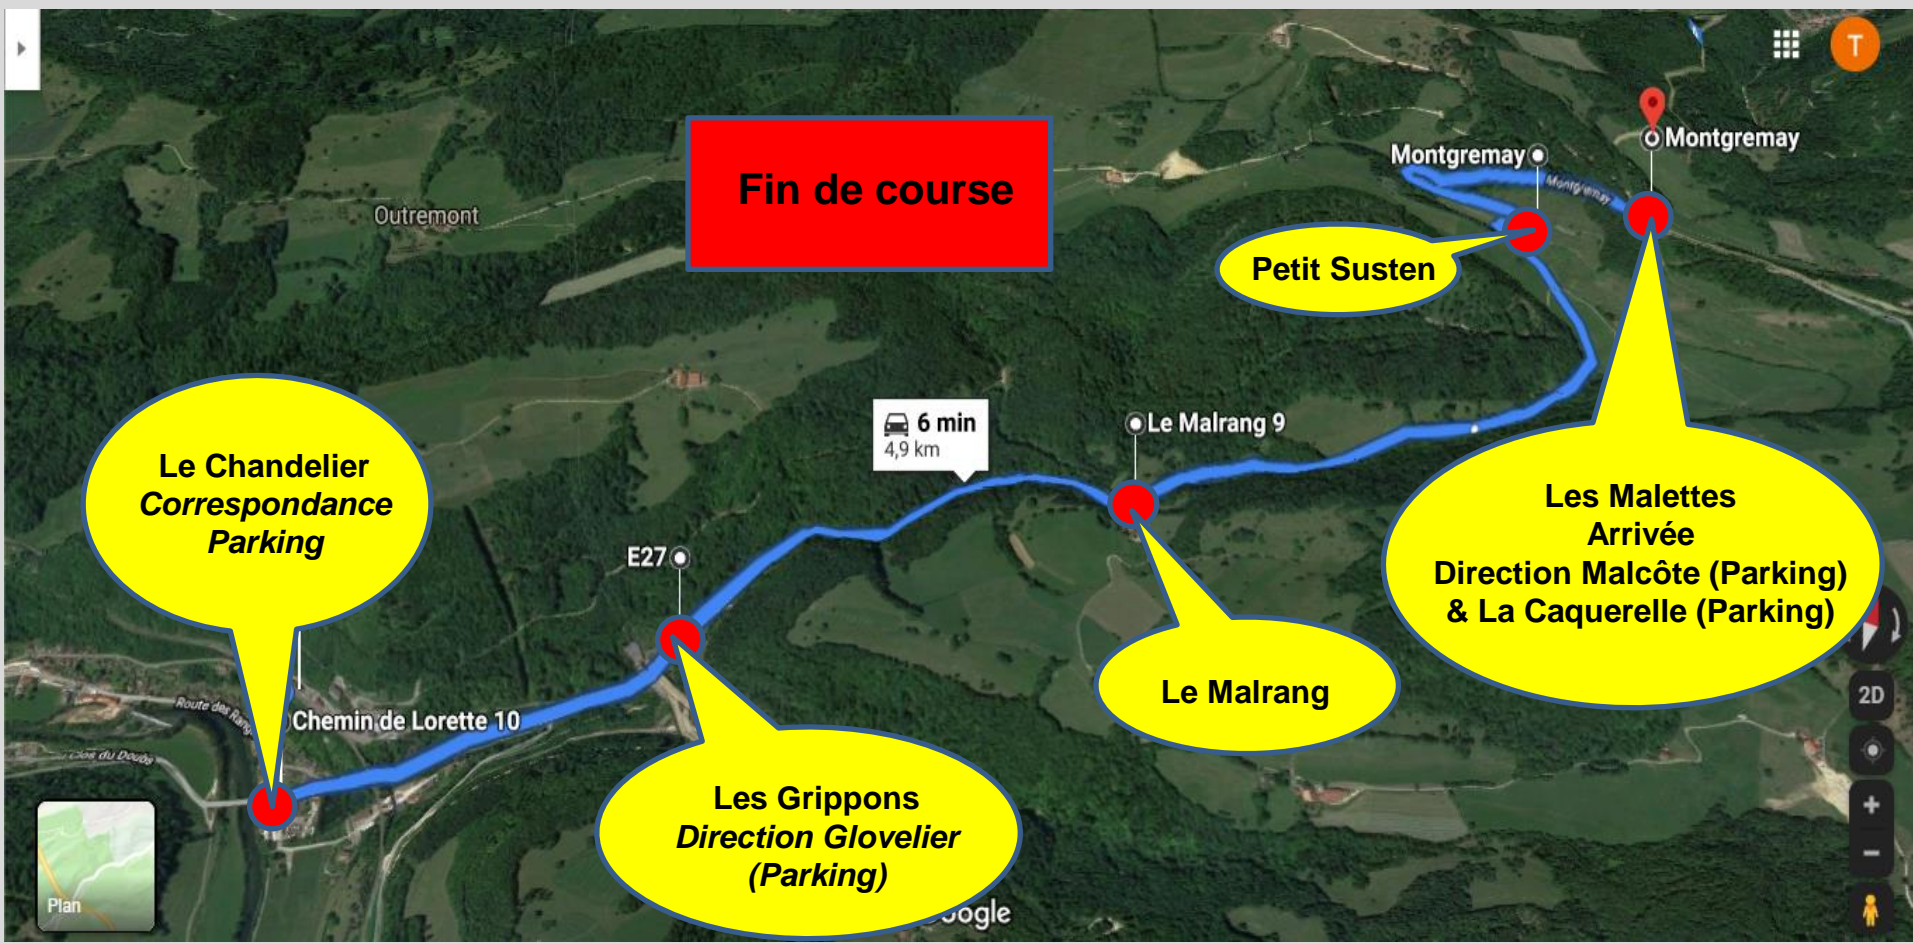 T
Montgremay
Montgremay
Montgremay
Fin de course
Outremont
Petit Susten
6 min
4,9 km
Le Malrang 9
Le Chandelier
Correspondance
Parking
Les Malettes
Arrivée
Direction Malcôte (Parking)
& La Caquerelle (Parking)
E27
Le Malrang
2D
Route des Rang
Chemin de Lorette 10
Clos du Doubs
Les Grippons
Direction Glovelier
(Parking)
Plan
oogle